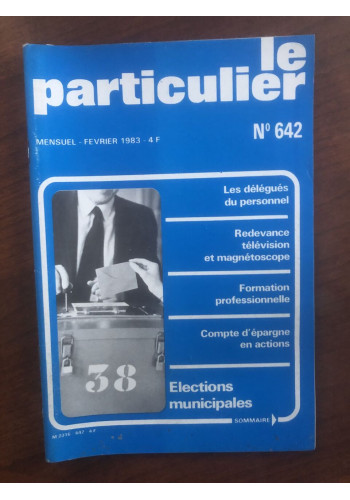 le
particulier
MENSUEL - FEVRIER 1983 - 4 F
N° 642
Les délégués
du personnel
Redevance
télévision
et magnétoscope
Formation
professionnelle
Compte d'épargne
en actions
38
Elections
municipales
SOMMAIRE